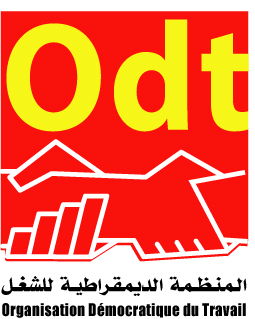 Odt
المنظمة الديمقراطية للشغل
Organisation Démocratique du Travail